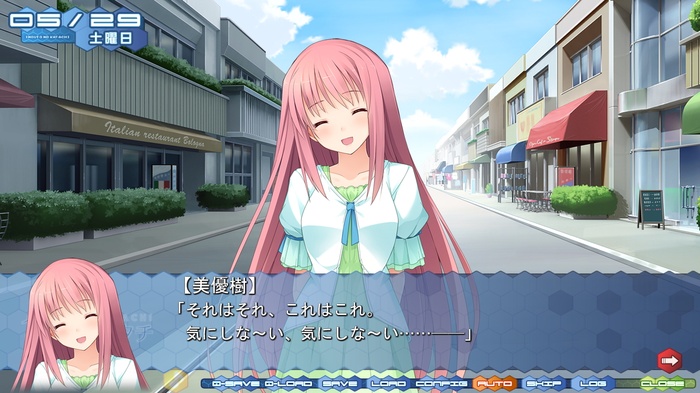 05/29
土曜日
Italian restaurant Bologna
【美優樹】
「それはそれ、これはこれ。
気にしな～い、気にしな～い……――」
Q-SAVE Q-LOAD SAVE LOAD CONFIG AUTO SKIP LOG CLOSE